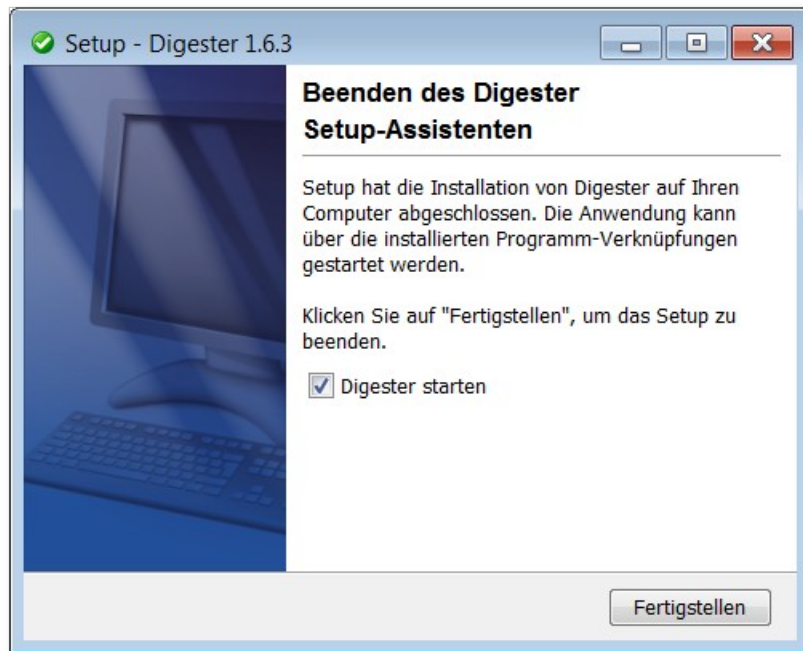 Setup - Digester 1.6.3
Beenden des Digester
Setup-Assistenten
Setup hat die Installation von Digester auf Ihren
Computer abgeschlossen. Die Anwendung kann
über die installierten Programm-Verknüpfungen
gestartet werden.
Klicken Sie auf "Fertigstellen", um das Setup zu
beenden.
Digester starten
Fertigstellen